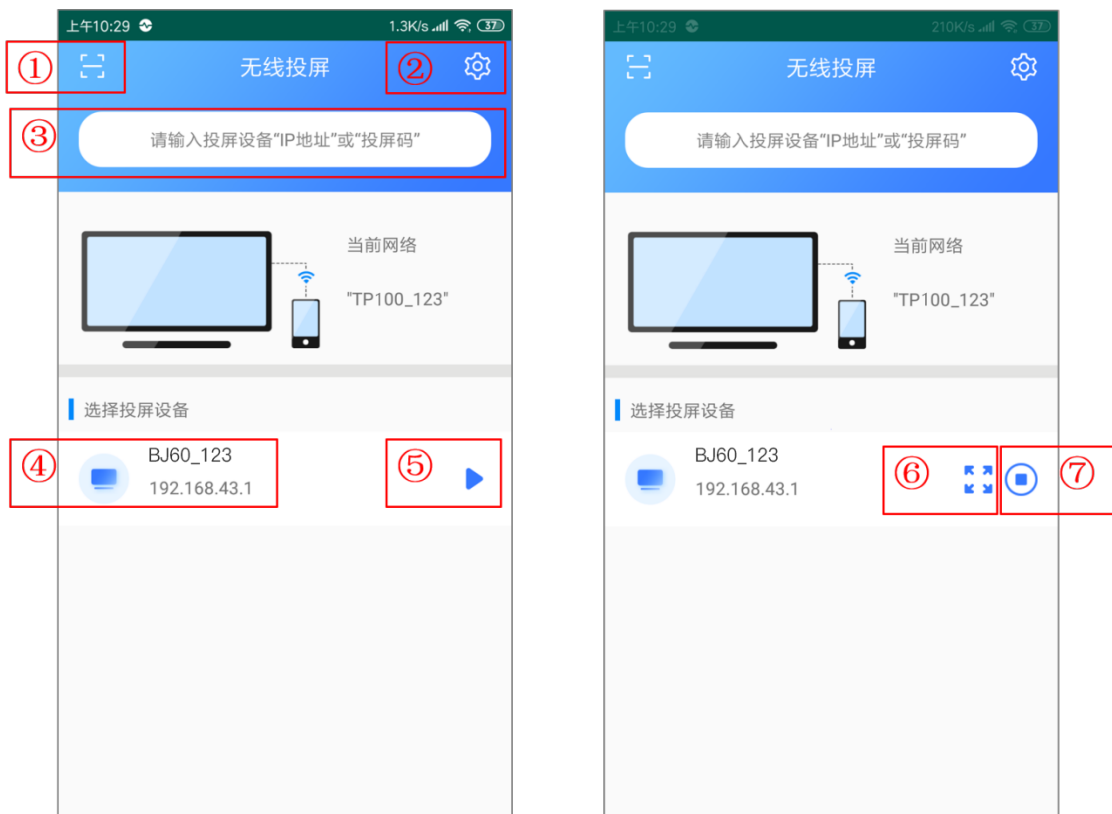 上午10:29 1.3K/s 37
① 无线投屏 ②
③ 请输入投屏设备“IP地址”或“投屏码”
当前网络
"TP100_123"
选择投屏设备
④ BJ60_123 ⑤
192.168.43.1
上午10:29 210K/s 37
无线投屏
请输入投屏设备“IP地址”或“投屏码”
当前网络
"TP100_123"
选择投屏设备
BJ60_123 ⑥ ⑦
192.168.43.1